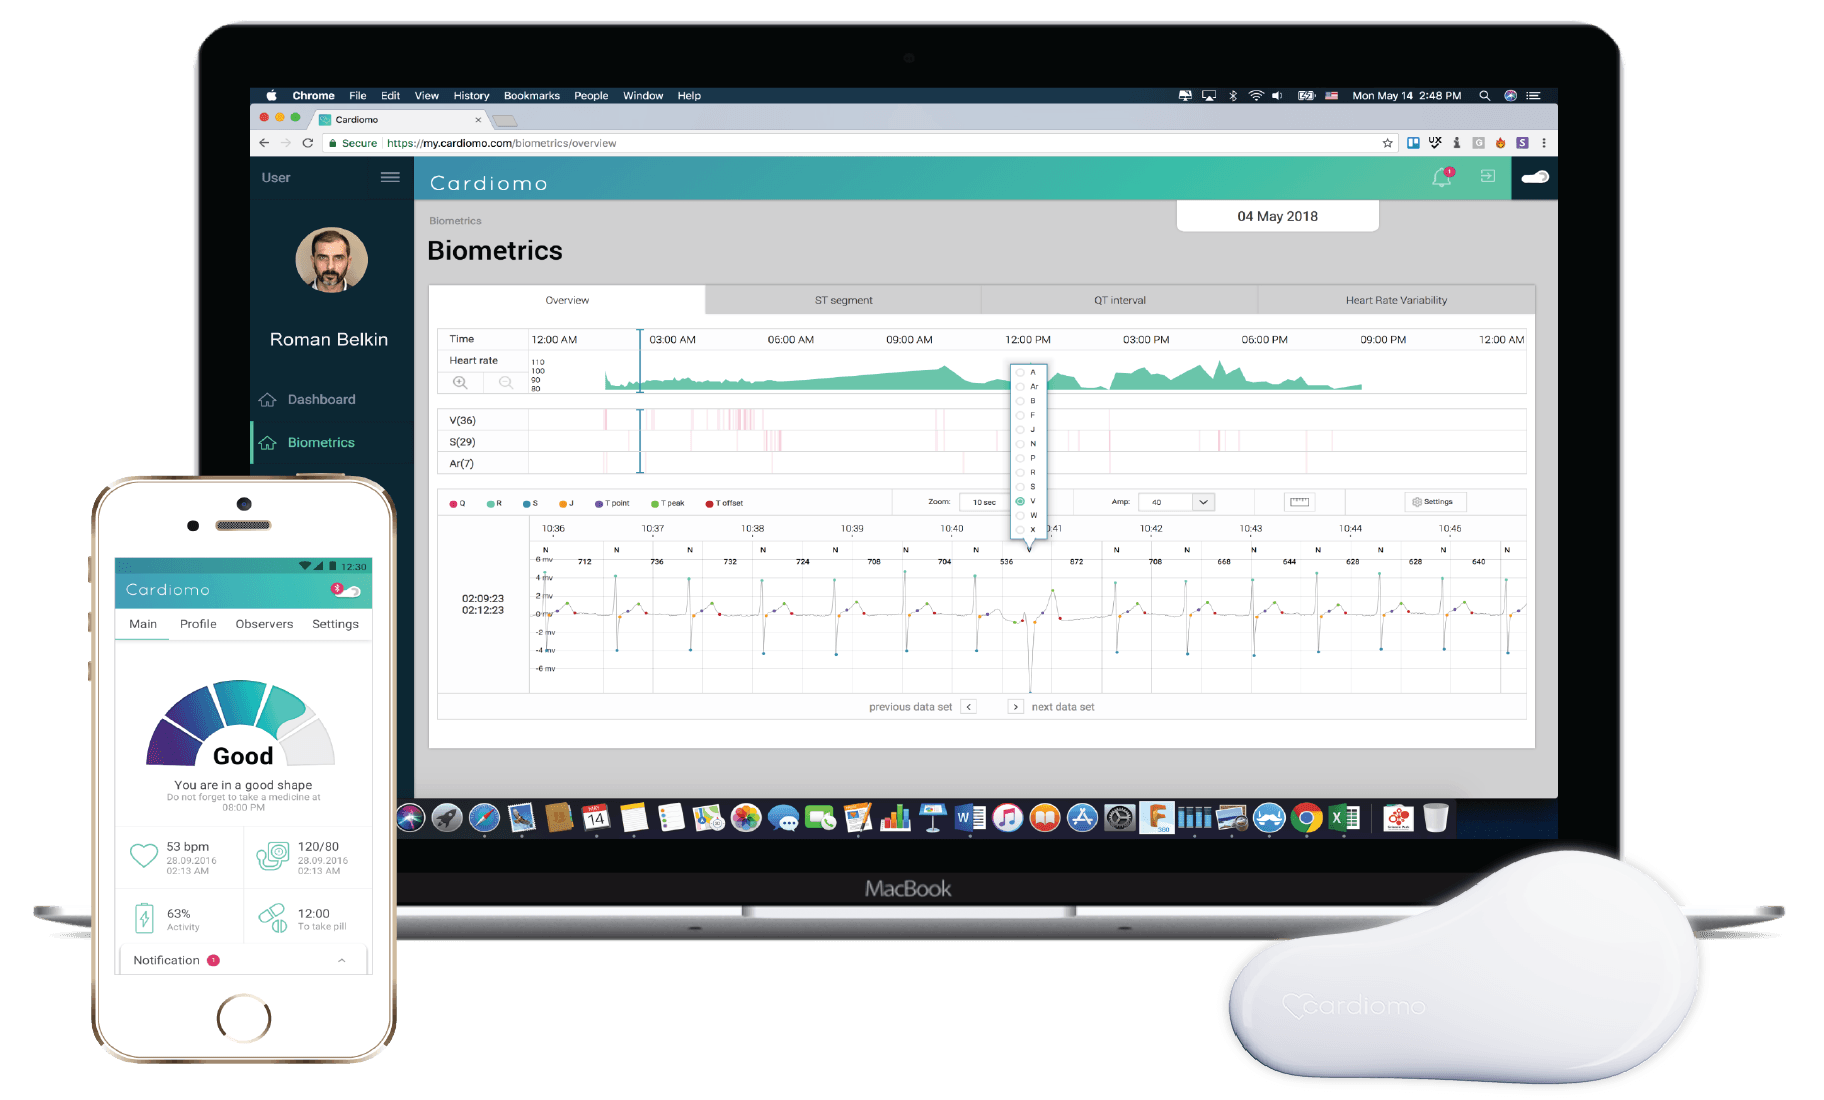 Chrome File Edit View History Bookmarks People Window Help Mon May 14 2:48 PM
Cardiomo
Secure https://my.cardiomo.com/biometrics/overview
User
Cardiomo
1
Biometrics
04 May 2018
Biometrics
Roman Belkin
Dashboard
Biometrics
Overview ST segment QT interval Heart Rate Variability
Time 12:00 AM 03:00 AM 06:00 AM 09:00 AM 12:00 PM 03:00 PM 06:00 PM 09:00 PM 12:00 AM
Heart rate
110
100
90
80
V(36)
S(29)
Ar(7)
A
Ar
B
F
J
N
P
R
S
V
W
X
Q R S J T point T peak T offset Zoom: 10 sec Amp: 40 Settings
10:36 10:37 10:38 10:39 10:40 0:41 10:42 10:43 10:44 10:45
N N N N N N N V N N N N N N
712 736 732 724 708 704 536 872 708 668 644 628 628 640
6 mv
4 mv
2 mv
0 mv
-2 mv
-4 mv
-6 mv
02:09:23
02:12:23
previous data set < > next data set
MAY
14
MacBook
12:30
Cardiomo
Main Profile Observers Settings
Good
You are in a good shape
Do not forget to take a medicine at
08:00 PM
53 bpm
28.09.2016
02:13 AM
120/80
28.09.2016
02:13 AM
63%
Activity
12:00
To take pill
Notification 1
cardiomo